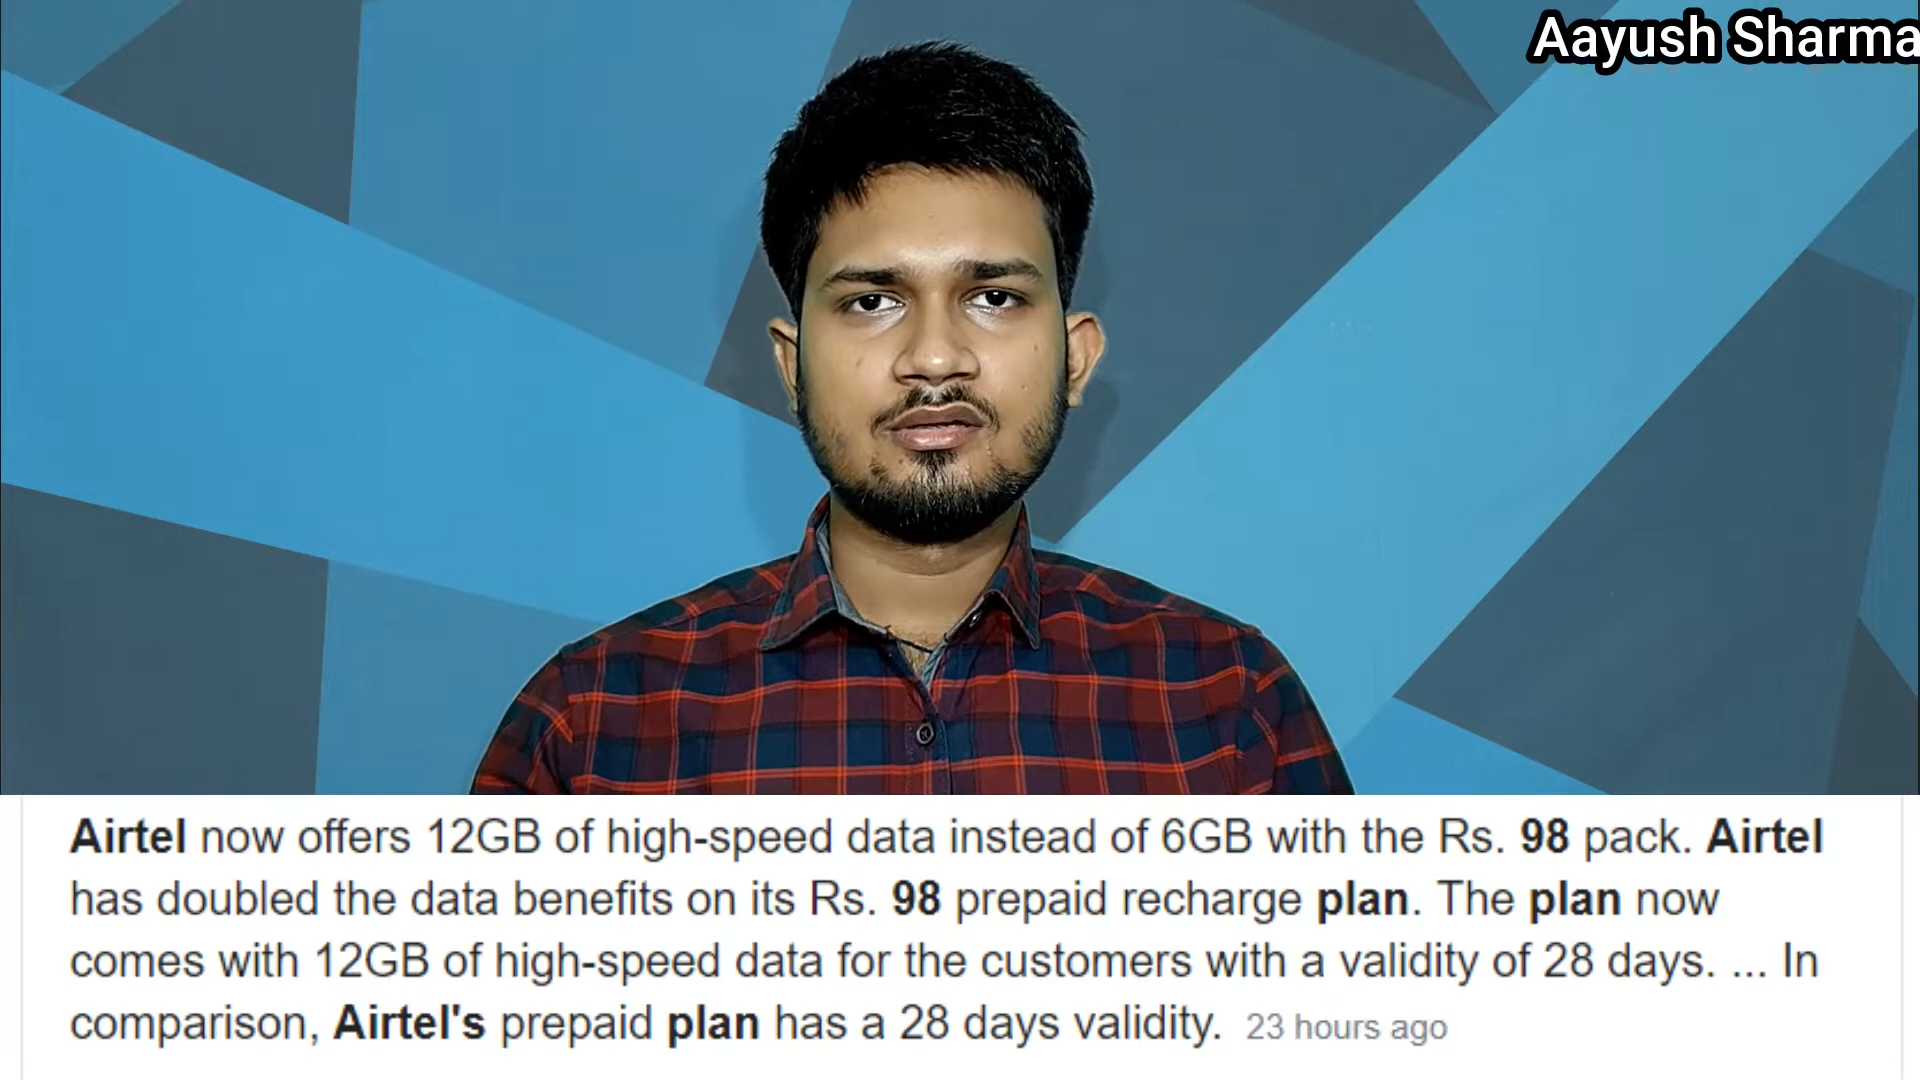 Aayush Sharma
Airtel now offers 12GB of high-speed data instead of 6GB with the Rs. 98 pack. Airtel
has doubled the data benefits on its Rs. 98 prepaid recharge plan. The plan now
comes with 12GB of high-speed data for the customers with a validity of 28 days. ... In
comparison, Airtel's prepaid plan has a 28 days validity. 23 hours ago